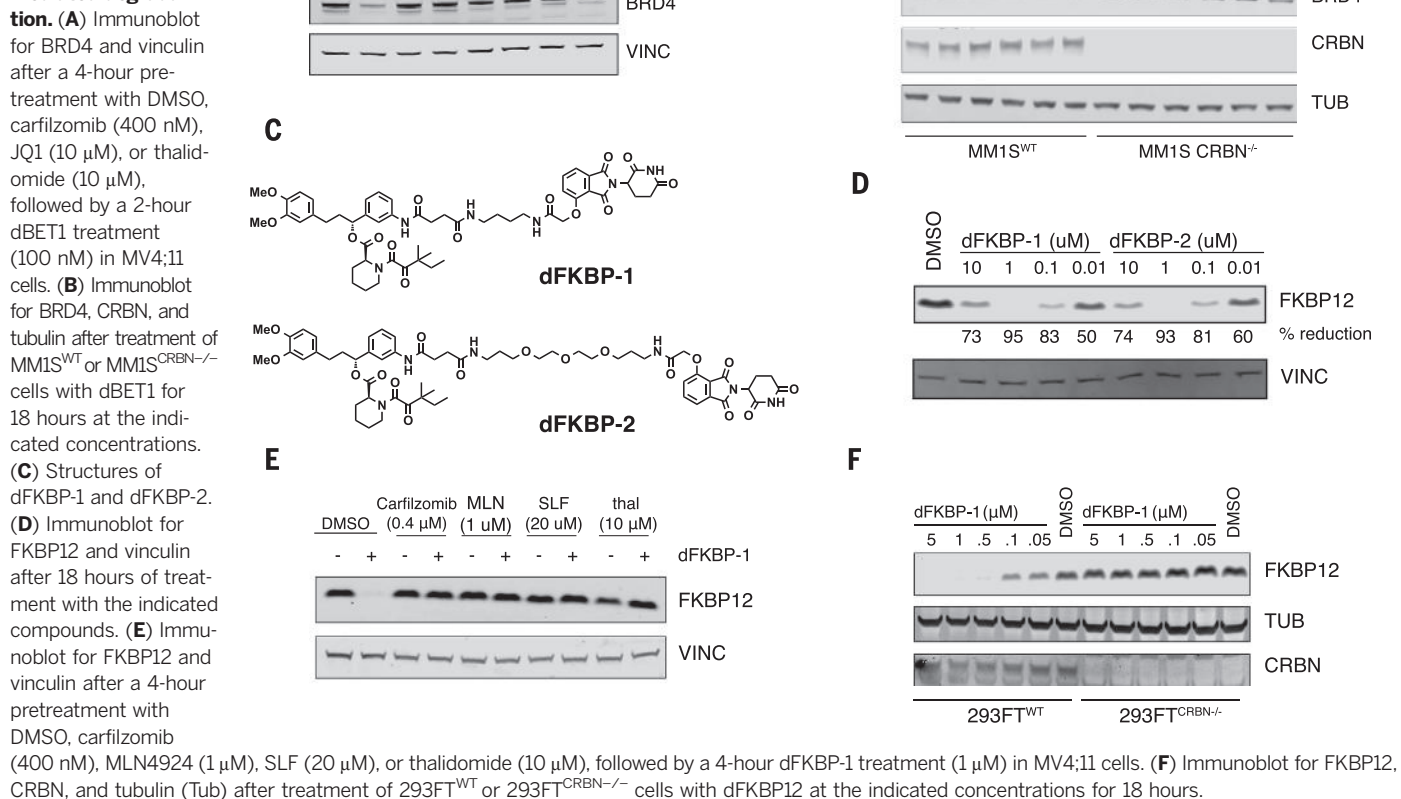 tion. (A) Immunoblot
for BRD4 and vinculin
after a 4-hour pre-
treatment with DMSO,
carfilzomib (400 nM),
JQ1 (10 μM), or thalid-
omide (10 μM),
followed by a 2-hour
dBET1 treatment
(100 nM) in MV4;11
cells. (B) Immunoblot
for BRD4, CRBN, and
tubulin after treatment of
MM1SWT or MM1SCRBN−/−
cells with dBET1 for
18 hours at the indi-
cated concentrations.
(C) Structures of
dFKBP-1 and dFKBP-2.
(D) Immunoblot for
FKBP12 and vinculin
after 18 hours of treat-
ment with the indicated
compounds. (E) Immu-
noblot for FKBP12 and
vinculin after a 4-hour
pretreatment with
DMSO, carfilzomib
(400 nM), MLN4924 (1 μM), SLF (20 μM), or thalidomide (10 μM), followed by a 4-hour dFKBP-1 treatment (1 μM) in MV4;11 cells. (F) Immunoblot for FKBP12,
CRBN, and tubulin (Tub) after treatment of 293FTWT or 293FTCRBN−/− cells with dFKBP12 at the indicated concentrations for 18 hours.
BRD4
VINC
CRBN
TUB
MM1SWT MM1S CRBN-/-
C
MeO
MeO
O
O
N
H
O
H
N
O
N
H
O
O
O
O
N
O
NH
O
O
O
N
O
O
dFKBP-1
MeO
MeO
O
O
N
H
O
H
N
O
O
O
O
H
N
O
O
O
N
O
O
NH
O
O
N
O
O
dFKBP-2
D
DMSO
dFKBP-1 (uM) dFKBP-2 (uM)
10 1 0.1 0.01 10 1 0.1 0.01
FKBP12
73 95 83 50 74 93 81 60 % reduction
VINC
E
DMSO Carfilzomib (0.4 μM) MLN (1 uM) SLF (20 uM) thal (10 μM)
- + - + - + - + - + dFKBP-1
FKBP12
VINC
F
dFKBP-1 (μM) DMSO dFKBP-1 (μM) DMSO
5 1 .5 .1 .05 5 1 .5 .1 .05
FKBP12
TUB
CRBN
293FTWT 293FTCRBN-/-